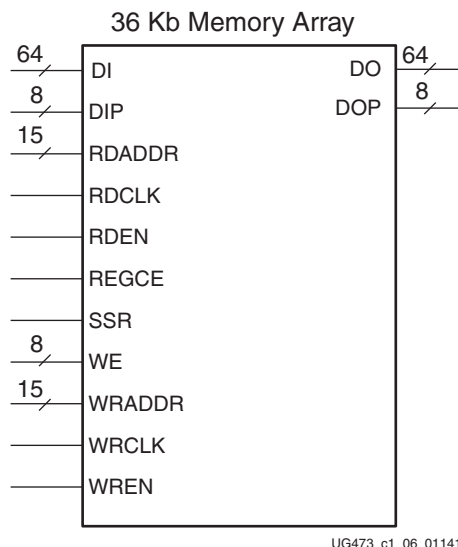 36 Kb Memory Array
64 DI DO 64
8 DIP DOP 8
15 RDADDR
RDCLK
RDEN
REGCE
SSR
8 WE
15 WRADDR
WRCLK
WREN
UG473_c1_06_01141